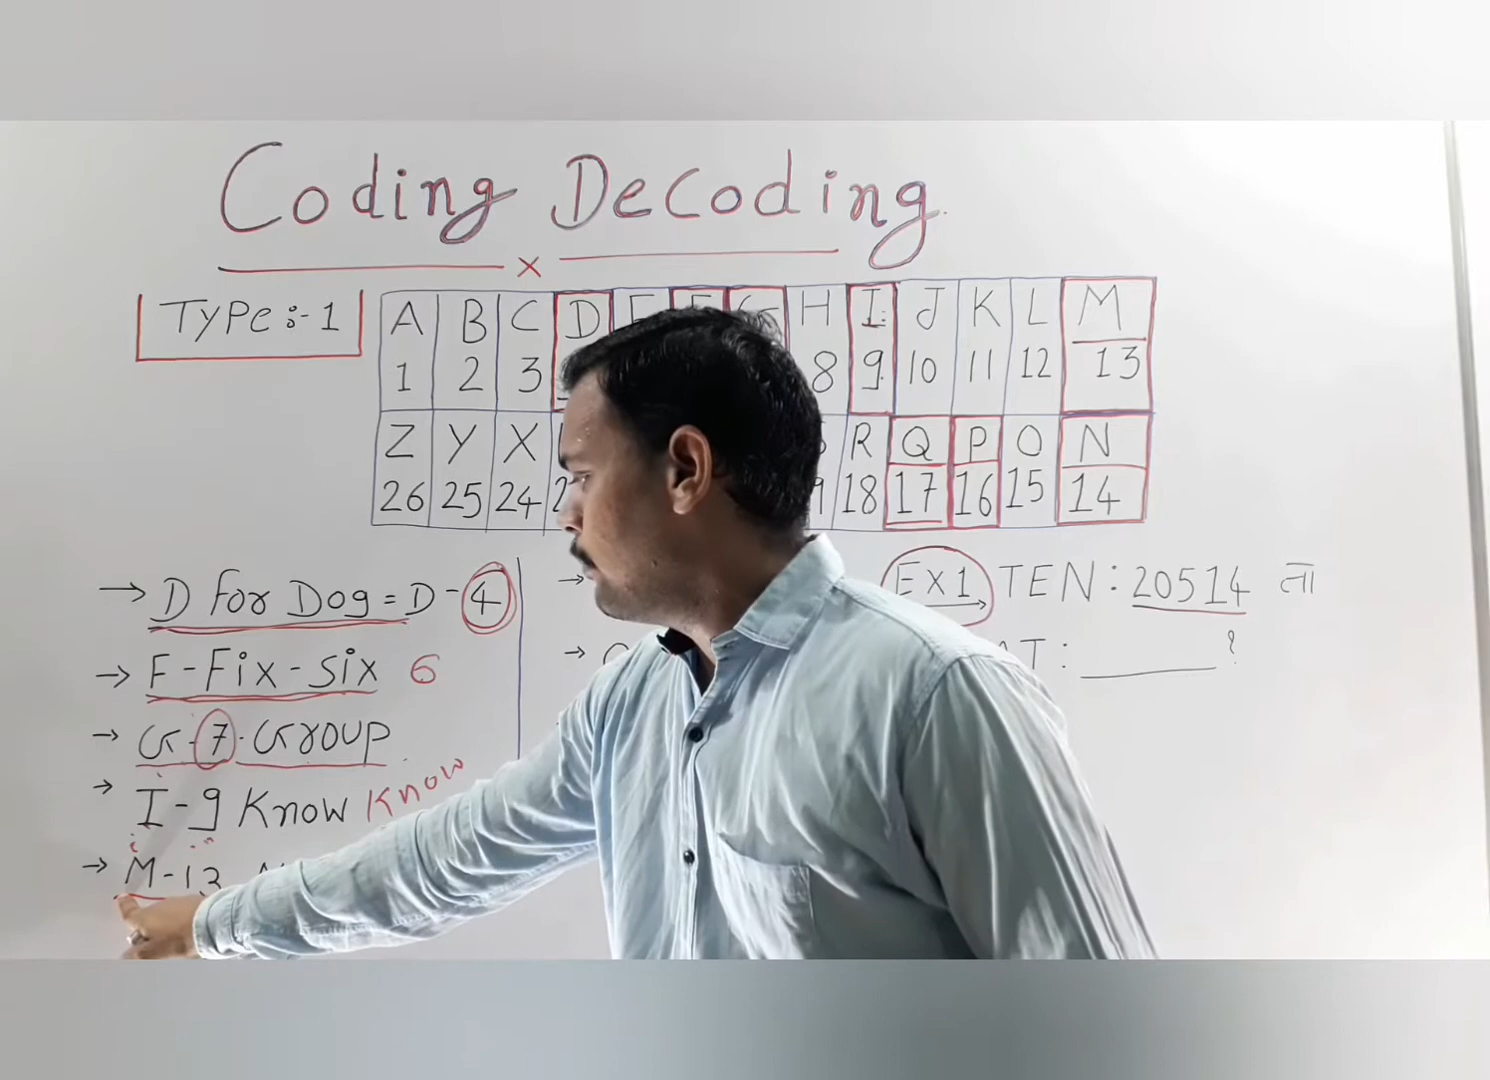 Coding Decoding
x
Type:-1
A B C D H I J K L M
1 2 3 8 9 10 11 12 13
Z Y X R Q P O N
26 25 24 18 17 16 15 14
→ D for Dog = D - 4
→ F - Fix - Six 6
→ G - 7 - Group
→ I - 9 Know Know
→ M - 13
→ Ex1 TEN : 20514 ता
→ : ?